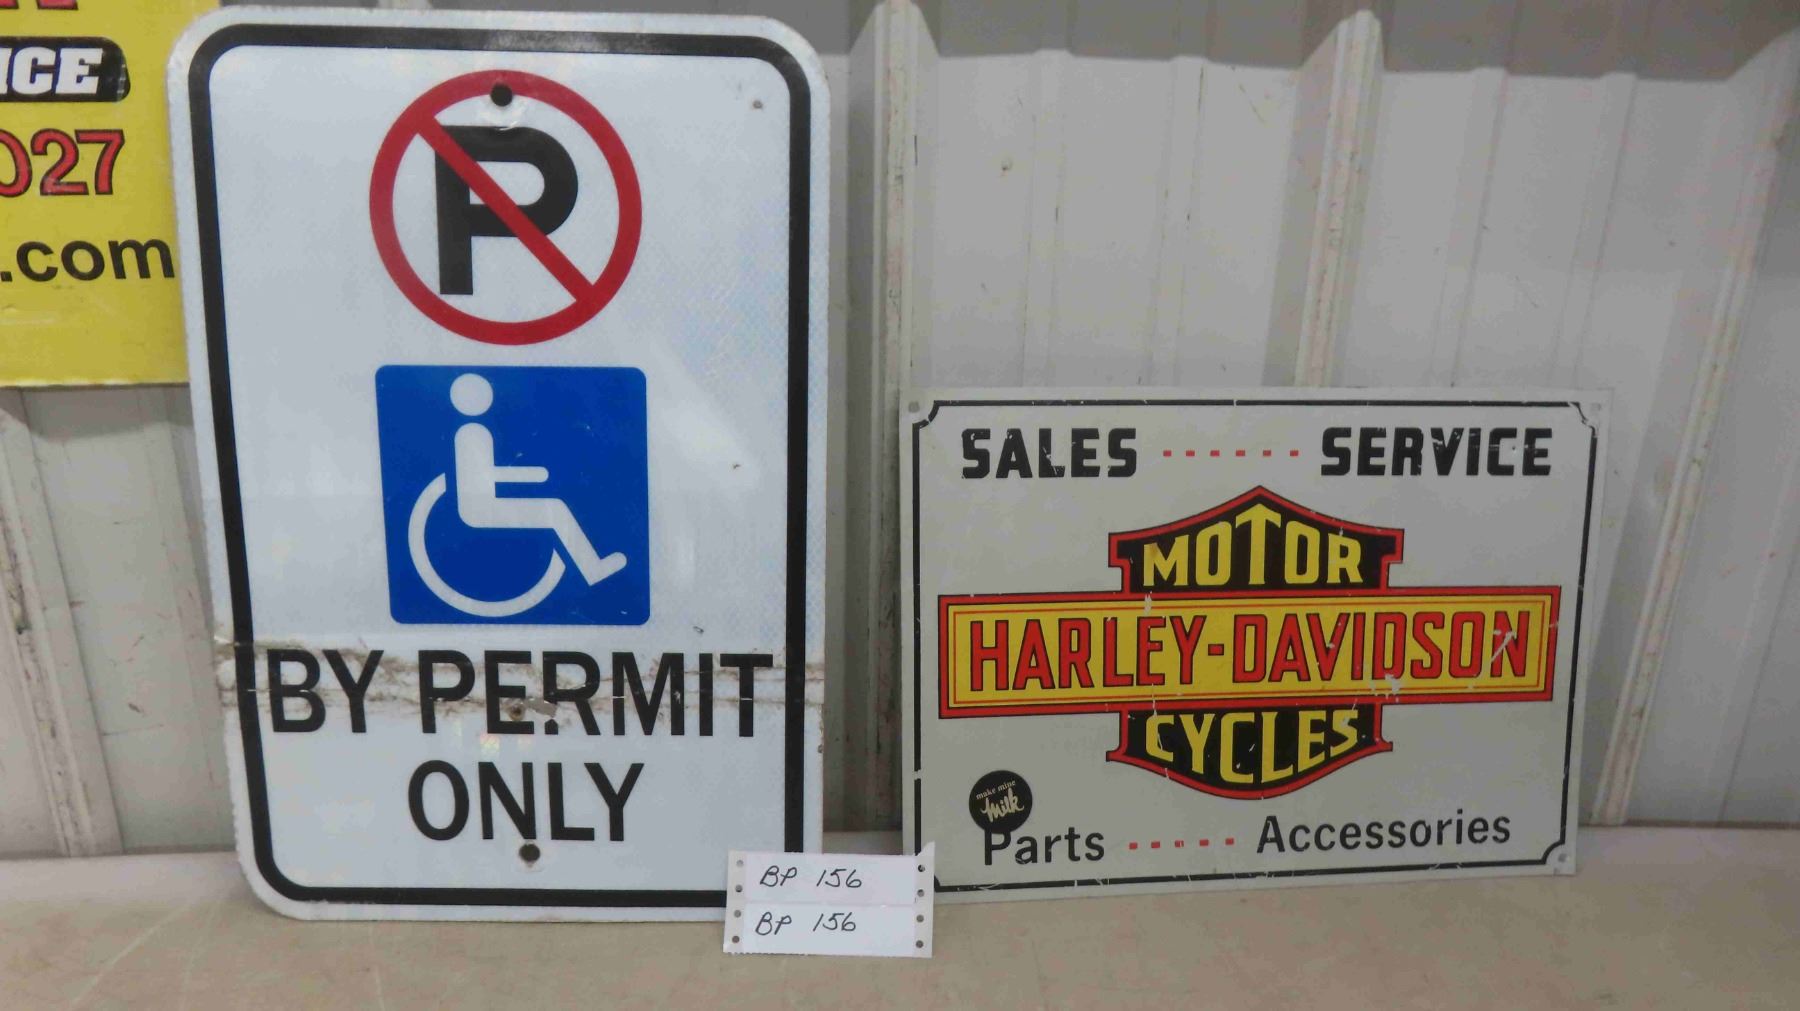 ICE
027
.com
P
BY PERMIT
ONLY
SALES ------ SERVICE
MOTOR
HARLEY-DAVIDSON
CYCLES
make mine
Milk
Parts ----- Accessories
BP 156
BP 156